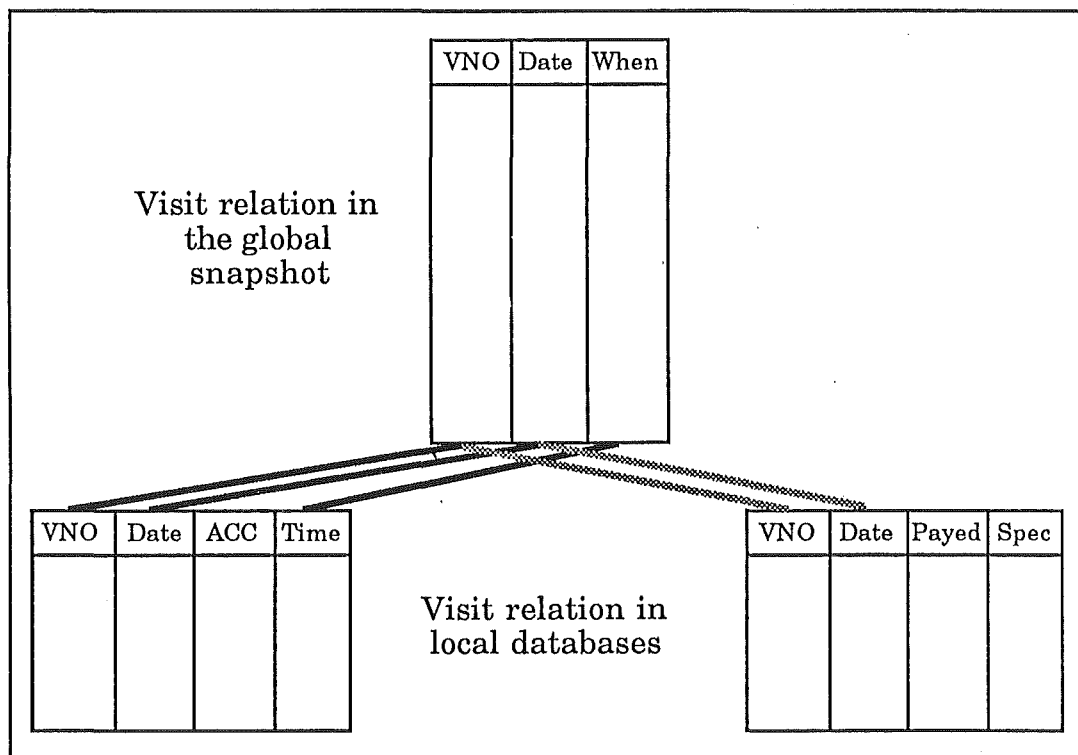 VNO Date When
Visit relation in
the global
snapshot
VNO Date ACC Time
VNO Date Payed Spec
Visit relation in
local databases